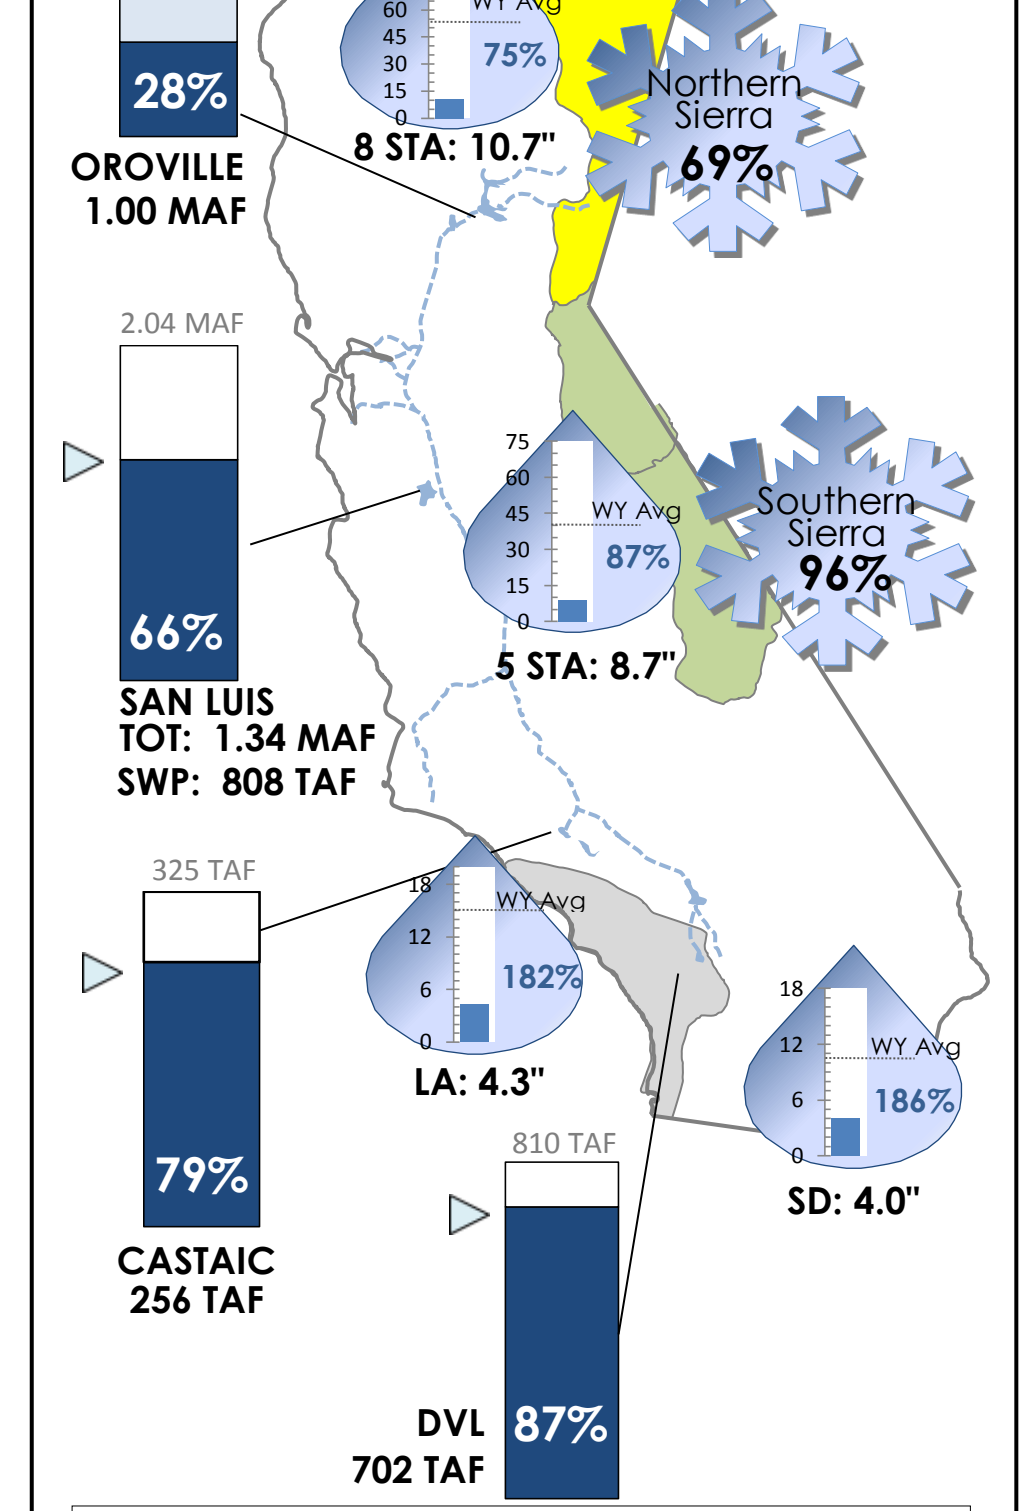 60
WY Avg
45
75%
30
15
0
28%
8 STA: 10.7"
OROVILLE
1.00 MAF
Northern
Sierra
69%
2.04 MAF
66%
SAN LUIS
TOT: 1.34 MAF
SWP: 808 TAF
75
60
45
WY Avg
30
87%
15
0
5 STA: 8.7"
Southern
Sierra
96%
325 TAF
79%
CASTAIC
256 TAF
18
WY Avg
12
182%
6
0
LA: 4.3"
18
12
WY Avg
6
186%
0
SD: 4.0"
810 TAF
87%
DVL
702 TAF